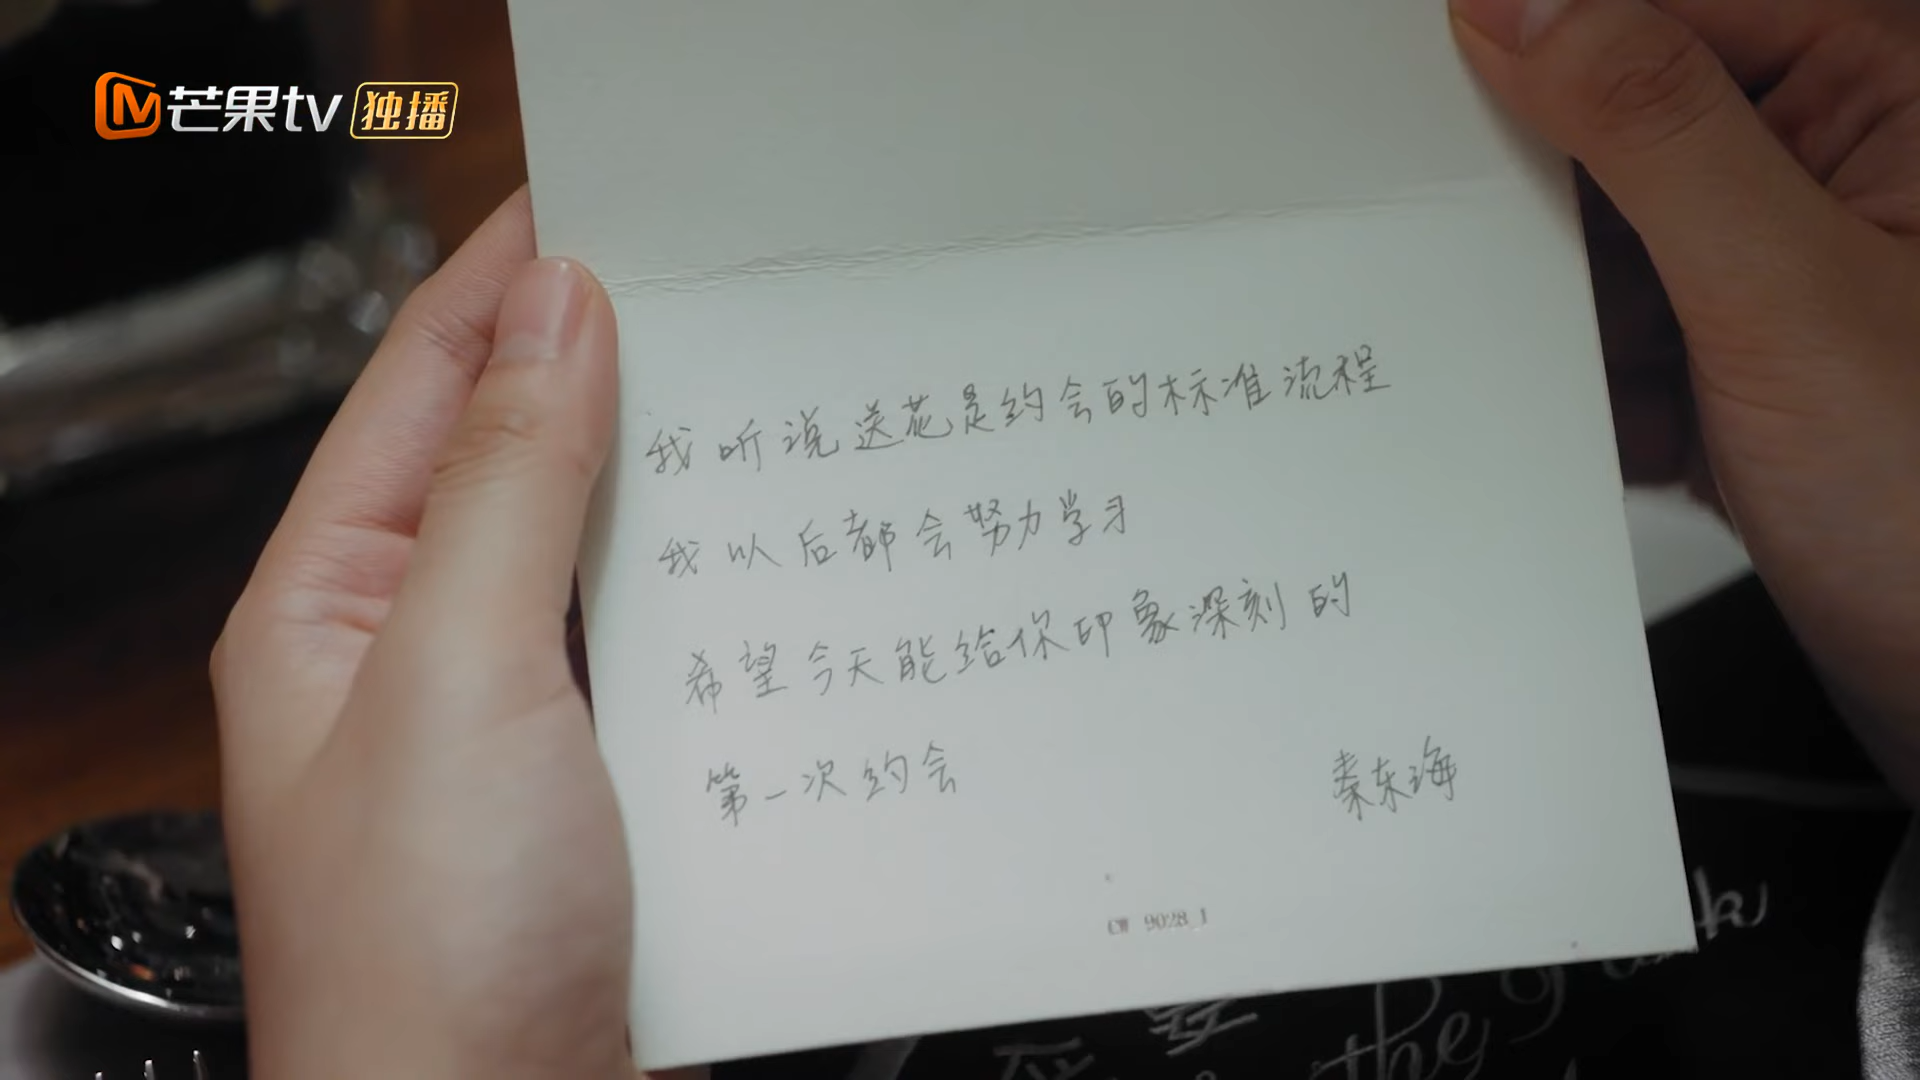 芒果tv 独播
我听说送花是约会的标准流程
我以后都会努力学习
希望今天能给你印象深刻的
第一次约会
秦东海
CW 9028_1
the